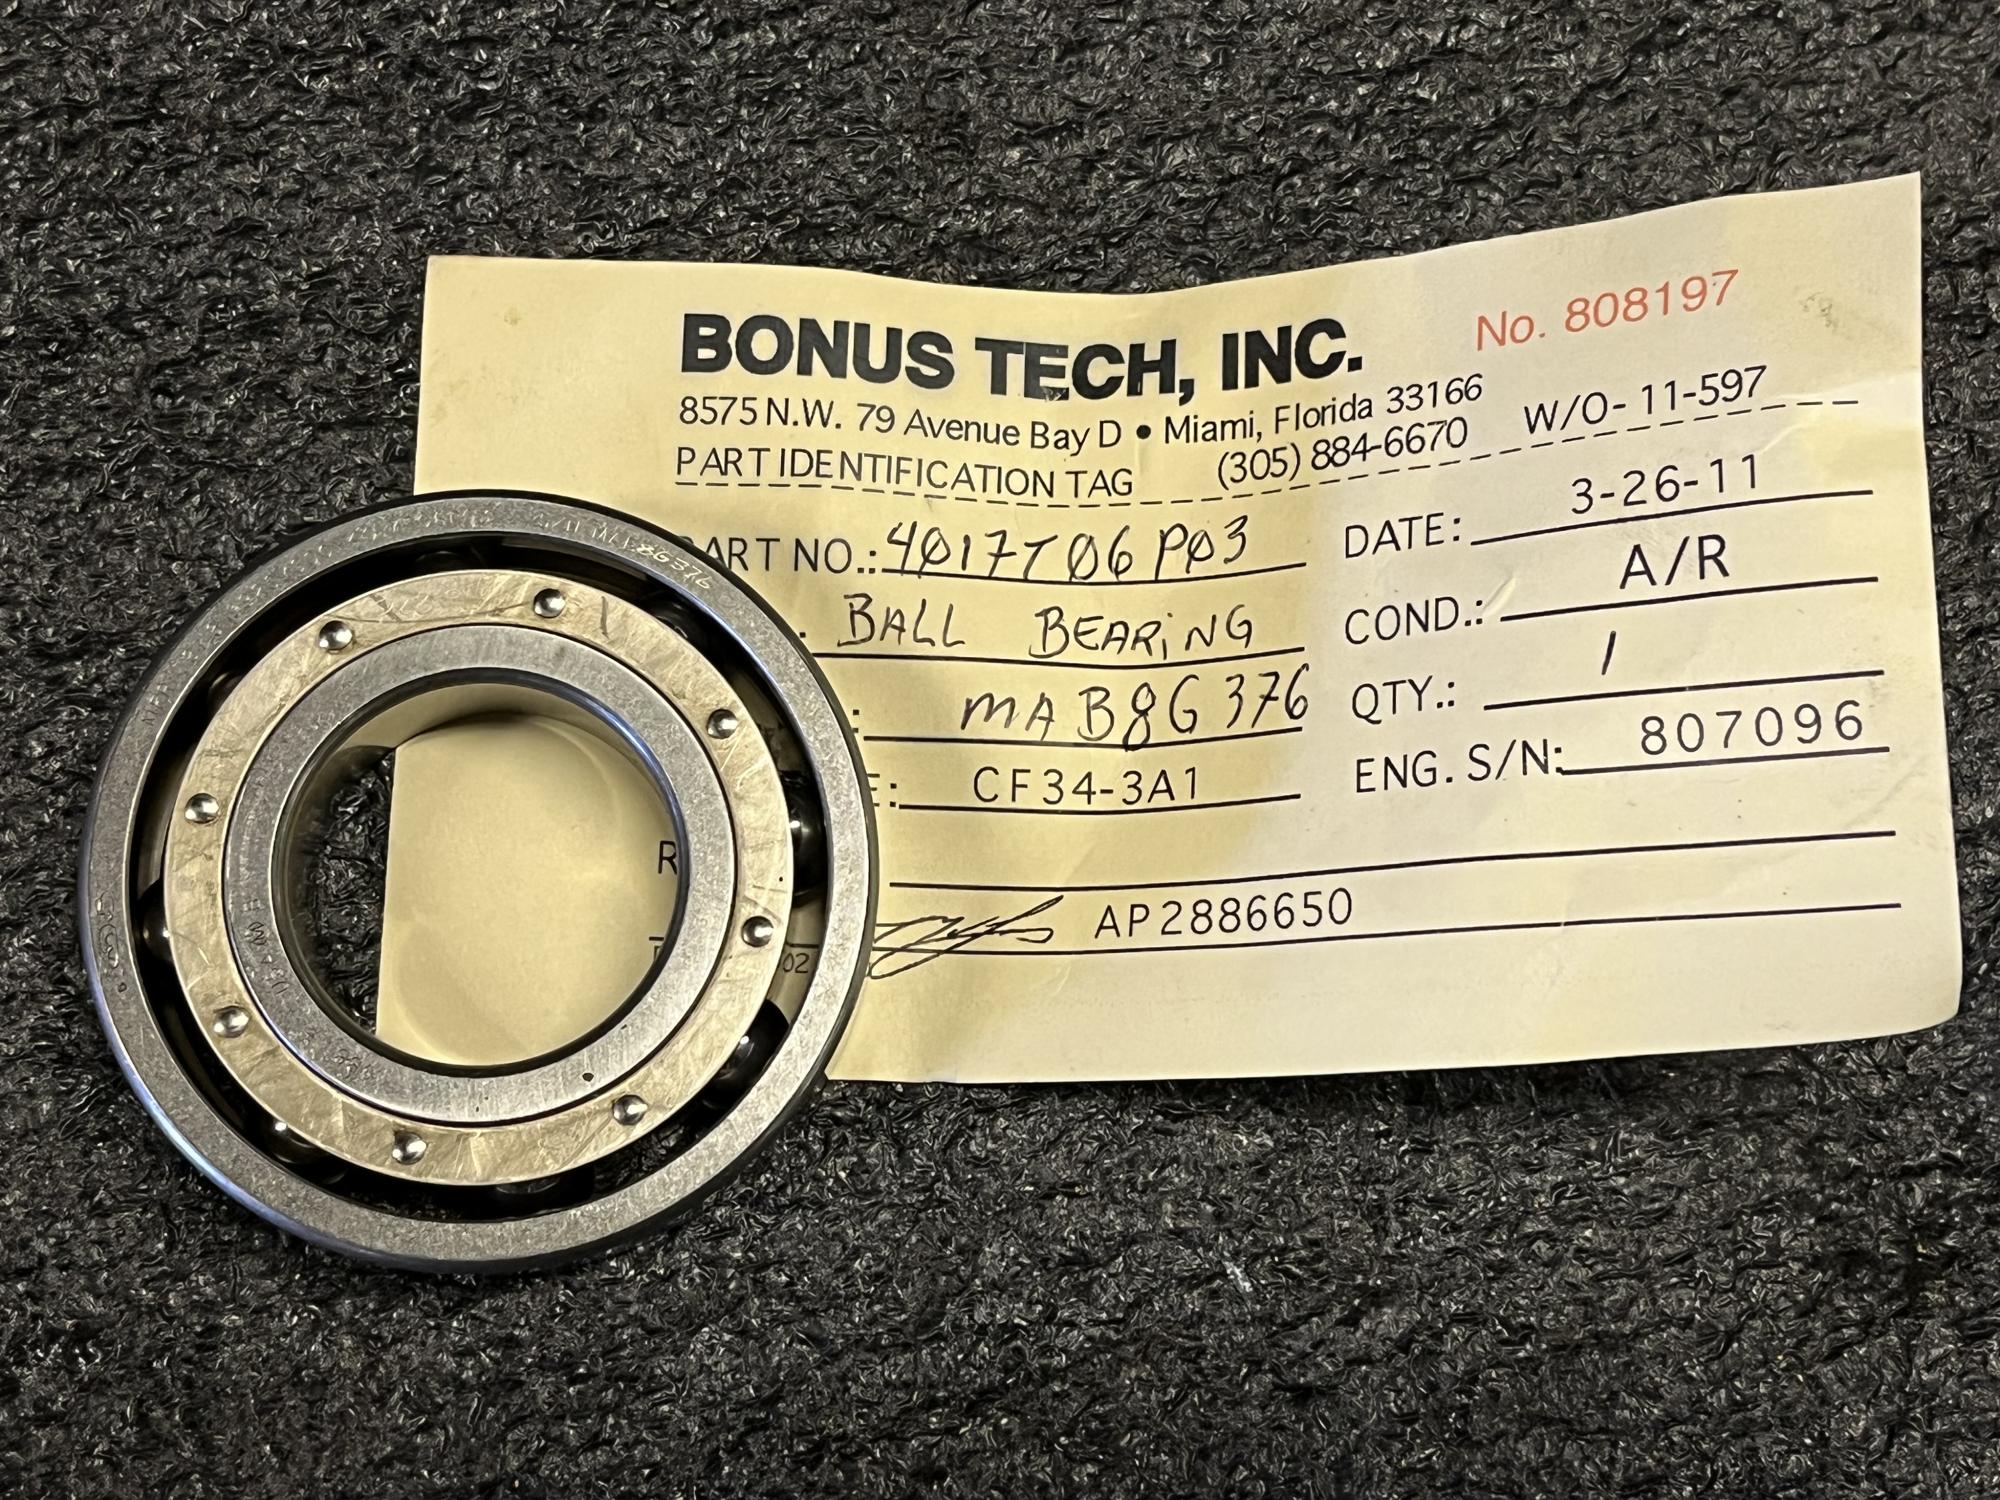 BONUS TECH, INC.
No. 808197
8575 N.W. 79 Avenue Bay D • Miami, Florida 33166
(305) 884-6670
W/O- 11-597
PART IDENTIFICATION TAG
ART NO.: 4017T06P03
DATE: 3-26-11
BALL BEARING
COND.: A/R
: MAB8G376
QTY.: 1
E: CF34-3A1
ENG. S/N: 807096
R
AP2886650
02
8G376